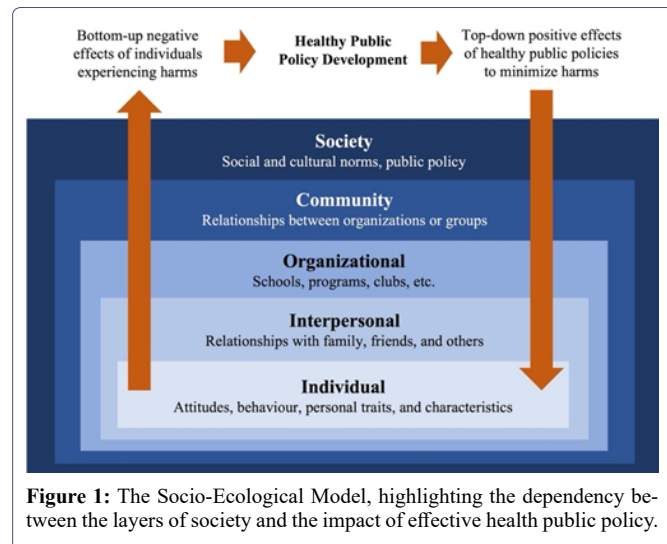 Bottom-up negative
effects of individuals
experiencing harms
Healthy Public
Policy Development
Top-down positive effects
of healthy public policies
to minimize harms
Society
Social and cultural norms, public policy
Community
Relationships between organizations or groups
Organizational
Schools, programs, clubs, etc.
Interpersonal
Relationships with family, friends, and others
Individual
Attitudes, behaviour, personal traits, and characteristics
Figure 1: The Socio-Ecological Model, highlighting the dependency be-
tween the layers of society and the impact of effective health public policy.